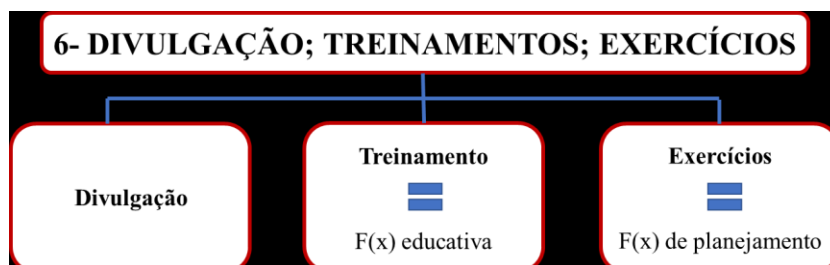 6- DIVULGAÇÃO; TREINAMENTOS; EXERCÍCIOS
Divulgação
Treinamento
F(x) educativa
Exercícios
F(x) de planejamento